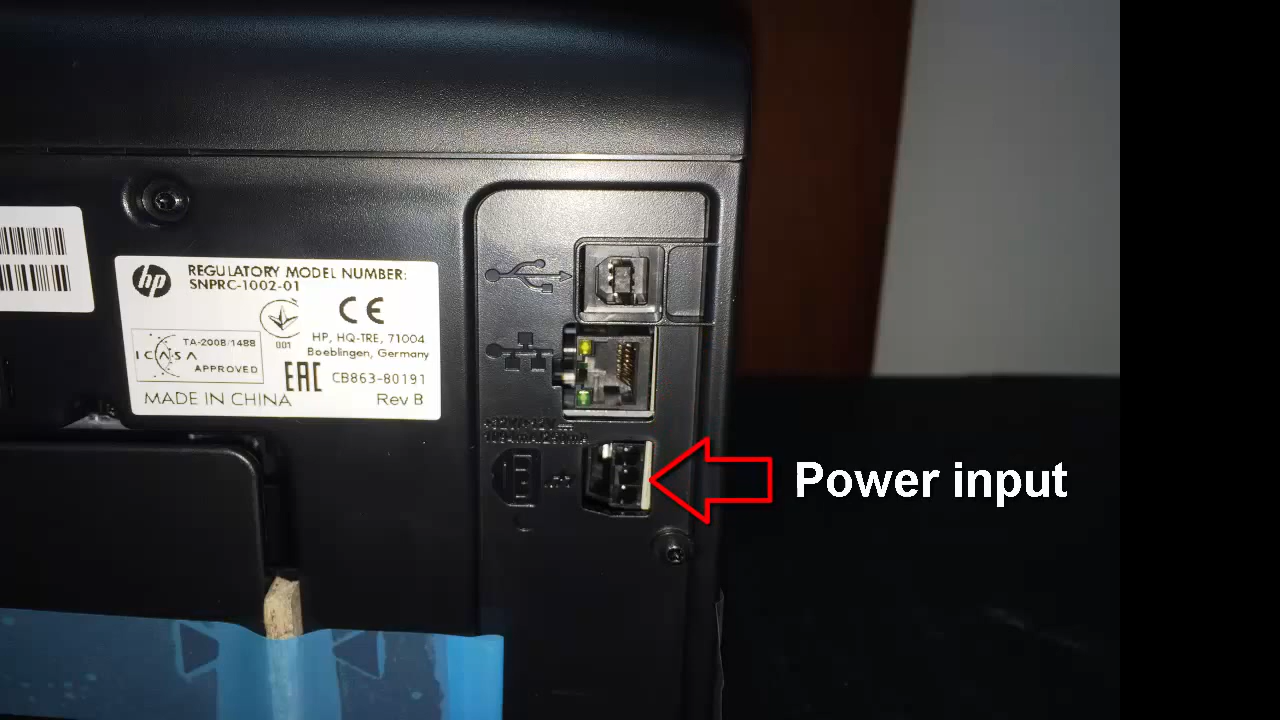 hp
REGULATORY MODEL NUMBER:
SNPRC-1002-01
CE
001
HP, HQ-TRE, 71004
Boeblingen, Germany
ICASA
TA-2008/1488
APPROVED
EAC
CB863-80191
MADE IN CHINA
Rev B
Power input